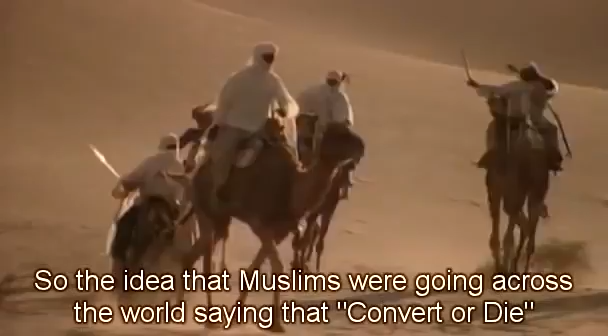 So the idea that Muslims were going across
the world saying that "Convert or Die"